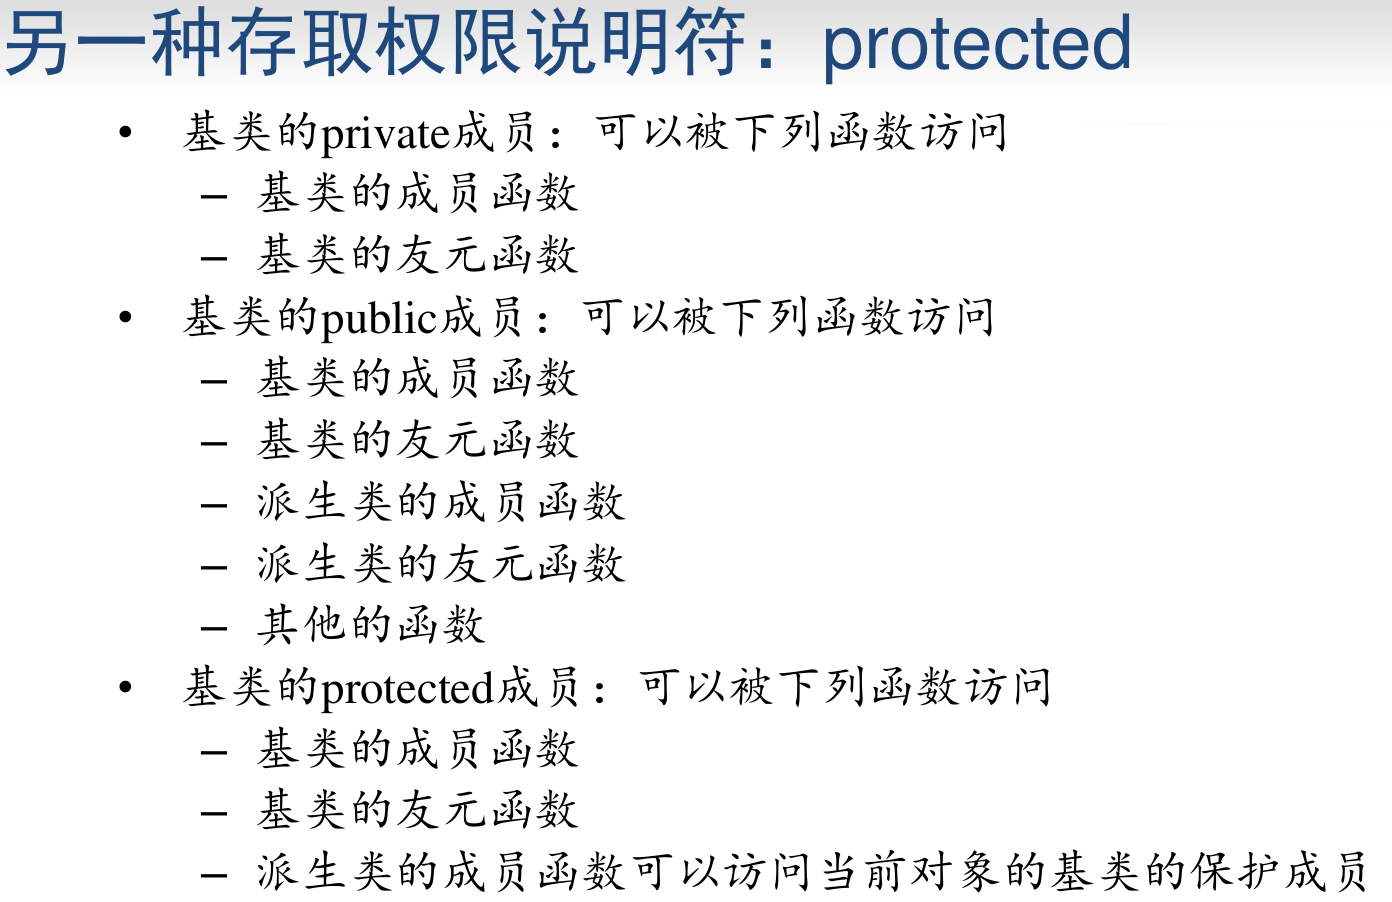 另一种存取权限说明符：protected
• 基类的private成员：可以被下列函数访问
– 基类的成员函数
– 基类的友元函数
• 基类的public成员：可以被下列函数访问
– 基类的成员函数
– 基类的友元函数
– 派生类的成员函数
– 派生类的友元函数
– 其他的函数
• 基类的protected成员：可以被下列函数访问
– 基类的成员函数
– 基类的友元函数
– 派生类的成员函数可以访问当前对象的基类的保护成员